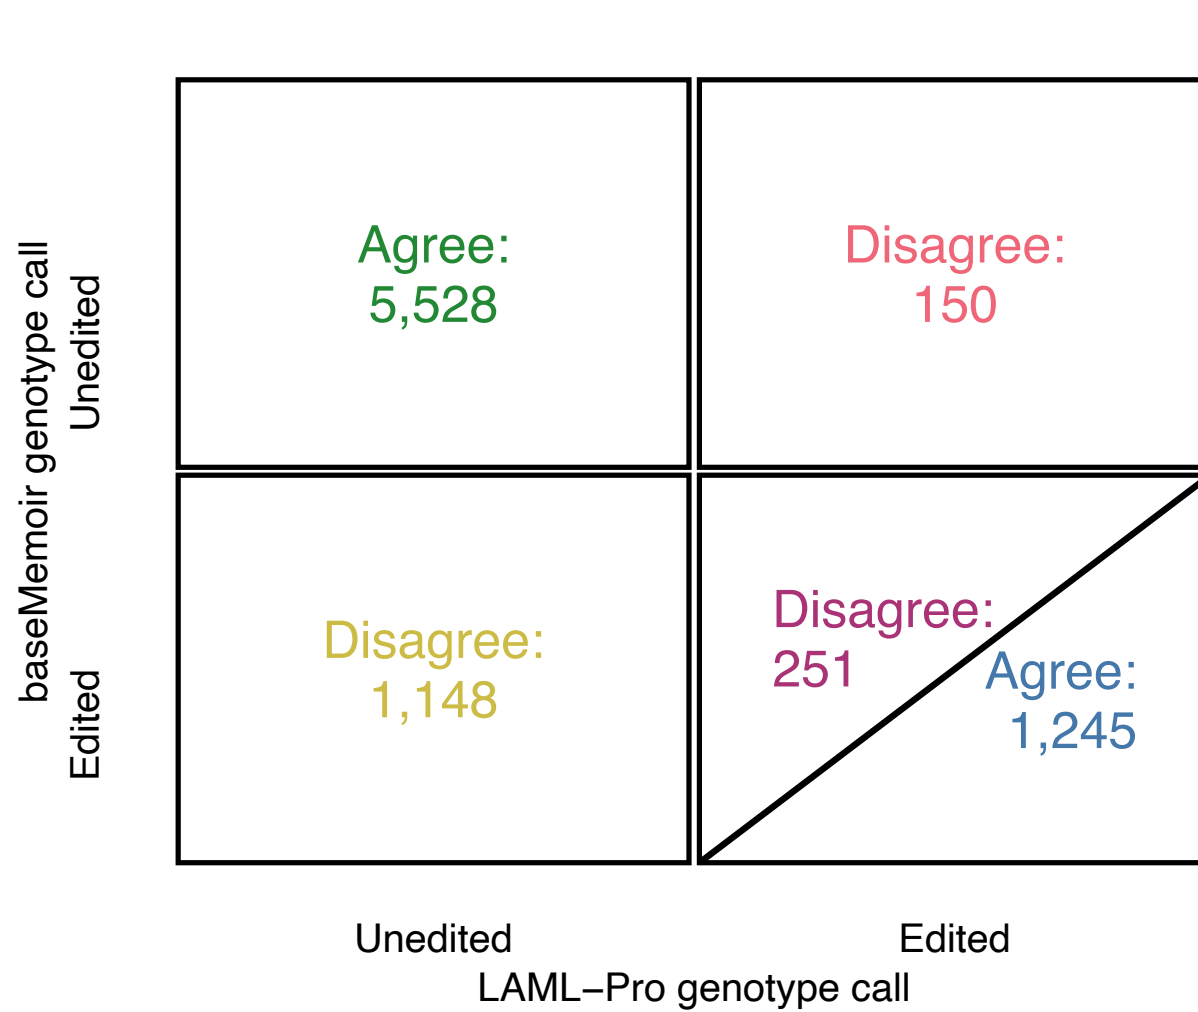 Agree:
5,528
Disagree:
150
Disagree:
1,148
Disagree:
251
Agree:
1,245
baseMemoir genotype call
Unedited
Edited
Unedited
Edited
LAML−Pro genotype call